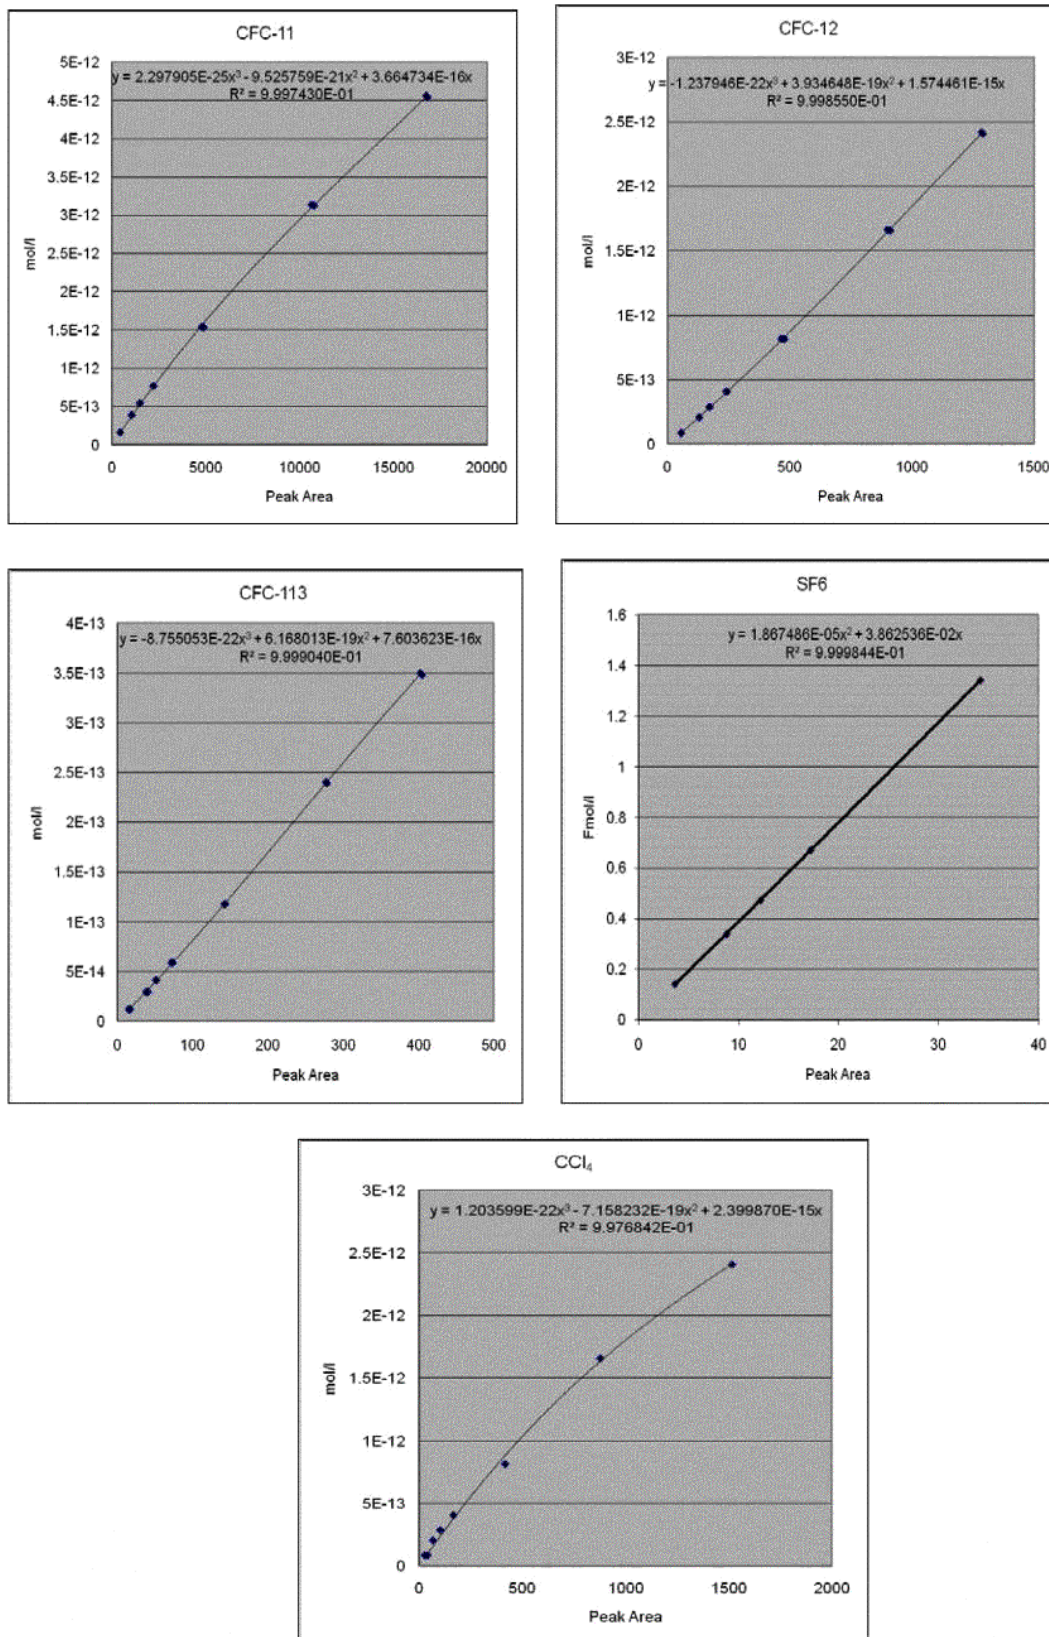 CFC-11
y = 2.297905E-25x³ - 9.525759E-21x² + 3.664734E-16x
R² = 9.997430E-01
5E-12
4.5E-12
4E-12
3.5E-12
3E-12
2.5E-12
2E-12
1.5E-12
1E-12
5E-13
0
mol/l
0 5000 10000 15000 20000
Peak Area
CFC-12
y = -1.237946E-22x³ + 3.934648E-19x² + 1.574461E-15x
R² = 9.998550E-01
3E-12
2.5E-12
2E-12
1.5E-12
1E-12
5E-13
0
mol/l
0 500 1000 1500
Peak Area
CFC-113
y = -8.755053E-22x³ + 6.168013E-19x² + 7.603623E-16x
R² = 9.999040E-01
4E-13
3.5E-13
3E-13
2.5E-13
2E-13
1.5E-13
1E-13
5E-14
0
mol/l
0 100 200 300 400 500
Peak Area
SF6
y = 1.867486E-05x² + 3.862536E-02x
R² = 9.999844E-01
1.6
1.4
1.2
1
0.8
0.6
0.4
0.2
0
Fmol/l
0 10 20 30 40
Peak Area
CCl₄
y = 1.203599E-22x³ - 7.158232E-19x² + 2.399870E-15x
R² = 9.976842E-01
3E-12
2.5E-12
2E-12
1.5E-12
1E-12
5E-13
0
mol/l
0 500 1000 1500 2000
Peak Area